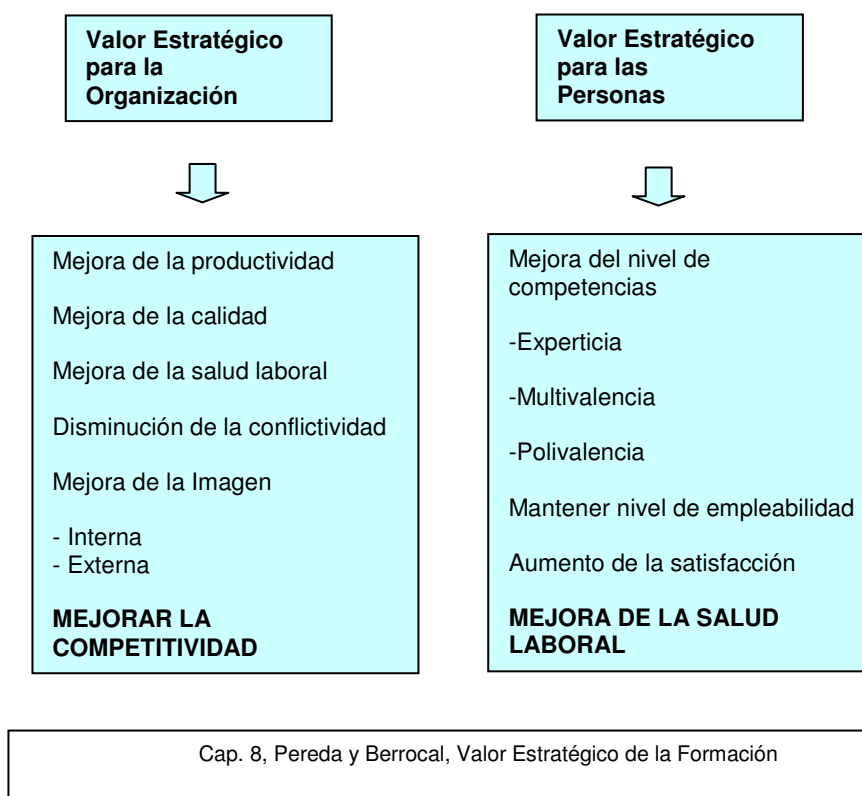 Valor Estratégico
para la
Organización
Valor Estratégico
para las
Personas
Mejora de la productividad
Mejora de la calidad
Mejora de la salud laboral
Disminución de la conflictividad
Mejora de la Imagen
- Interna
- Externa
MEJORAR LA
COMPETITIVIDAD
Mejora del nivel de
competencias
-Experticia
-Multivalencia
-Polivalencia
Mantener nivel de empleabilidad
Aumento de la satisfacción
MEJORA DE LA SALUD
LABORAL
Cap. 8, Pereda y Berrocal, Valor Estratégico de la Formación